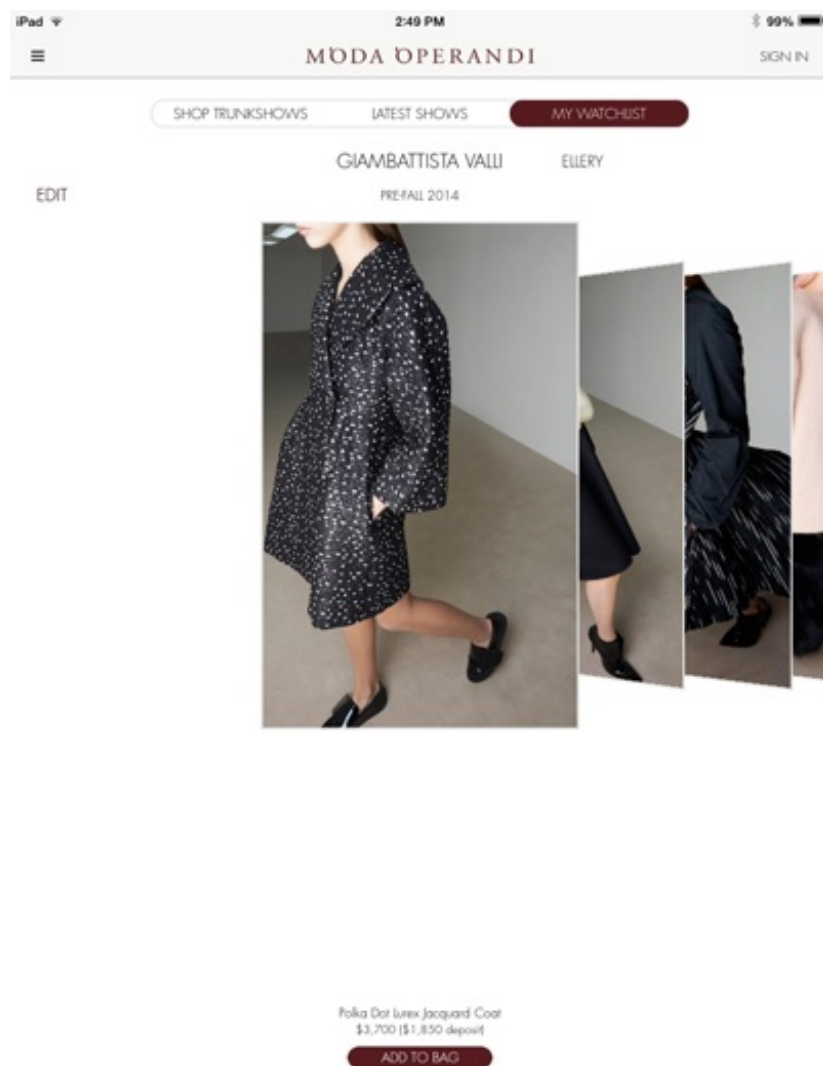 iPad 2:49 PM 99%
MODA OPERANDI SIGN IN
SHOP TRUNKSHOWS LATEST SHOWS MY WATCHLIST
GIAMBATTISTA VALLI ELLERY
EDIT PRE-FALL 2014
Polka Dot Lurex Jacquard Coat
$3,700 ($1,850 deposit)
ADD TO BAG